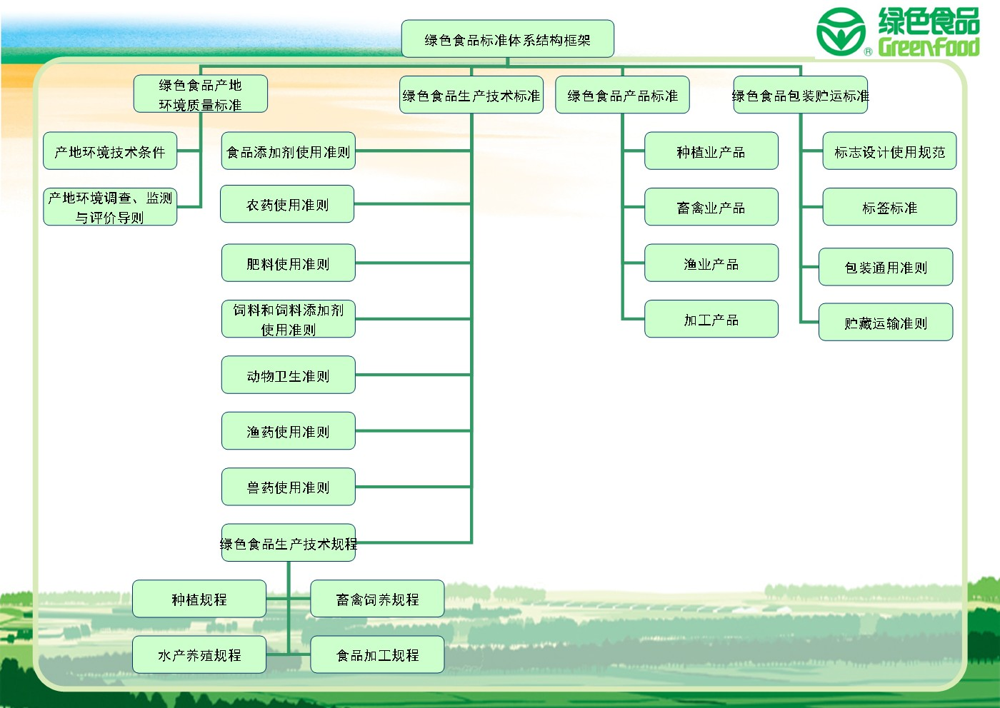 绿色食品
®
GreenFood
绿色食品标准体系结构框架
绿色食品产地
环境质量标准
绿色食品生产技术标准
绿色食品产品标准
绿色食品包装贮运标准
产地环境技术条件
食品添加剂使用准则
种植业产品
标志设计使用规范
产地环境调查、监测
与评价导则
农药使用准则
畜禽业产品
标签标准
肥料使用准则
渔业产品
包装通用准则
饲料和饲料添加剂
使用准则
加工产品
贮藏运输准则
动物卫生准则
渔药使用准则
兽药使用准则
绿色食品生产技术规程
种植规程
畜禽饲养规程
水产养殖规程
食品加工规程